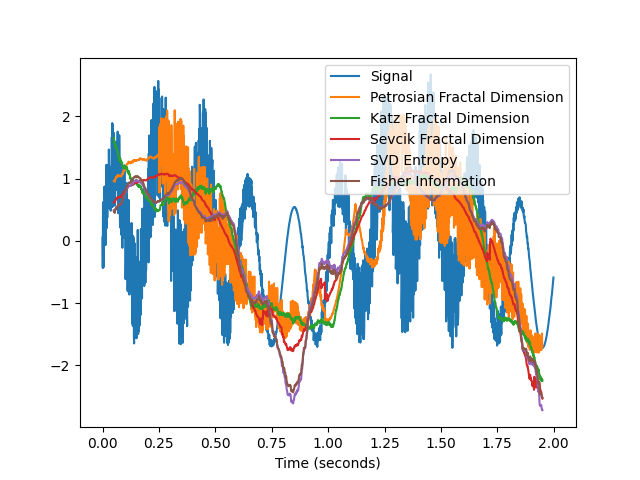 Signal
Petrosian Fractal Dimension
Katz Fractal Dimension
Sevcik Fractal Dimension
SVD Entropy
Fisher Information
2
1
0
−1
−2
0.00 0.25 0.50 0.75 1.00 1.25 1.50 1.75 2.00
Time (seconds)